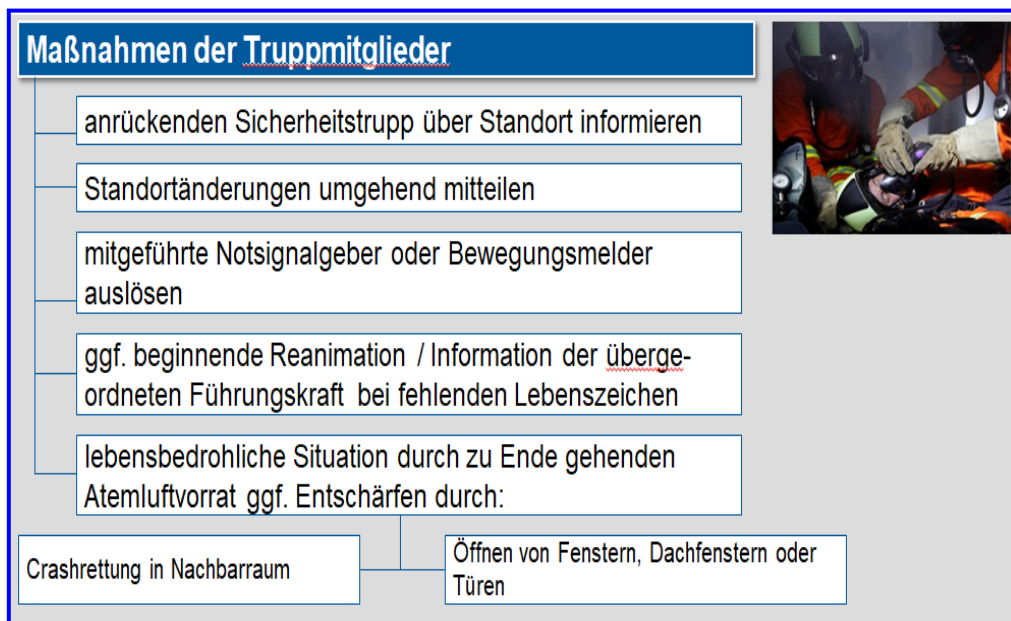 Maßnahmen der Truppmitglieder
anrückenden Sicherheitstrupp über Standort informieren
Standortänderungen umgehend mitteilen
mitgeführte Notsignalgeber oder Bewegungsmelder
auslösen
ggf. beginnende Reanimation / Information der überge-
ordneten Führungskraft bei fehlenden Lebenszeichen
lebensbedrohliche Situation durch zu Ende gehenden
Atemluftvorrat ggf. Entschärfen durch:
Crashrettung in Nachbarraum
Öffnen von Fenstern, Dachfenstern oder
Türen